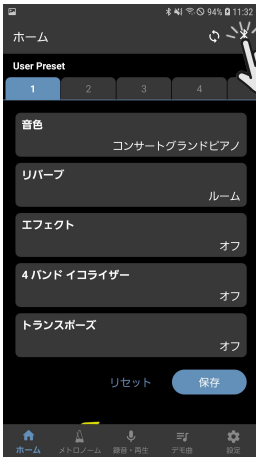 94% 11:32
ホーム
User Preset
1 2 3 4
音色
コンサートグランドピアノ
リバーブ
ルーム
エフェクト
オフ
4 バンド イコライザー
オフ
トランスポーズ
オフ
リセット 保存
ホーム メトロノーム 録音・再生 デモ曲 設定